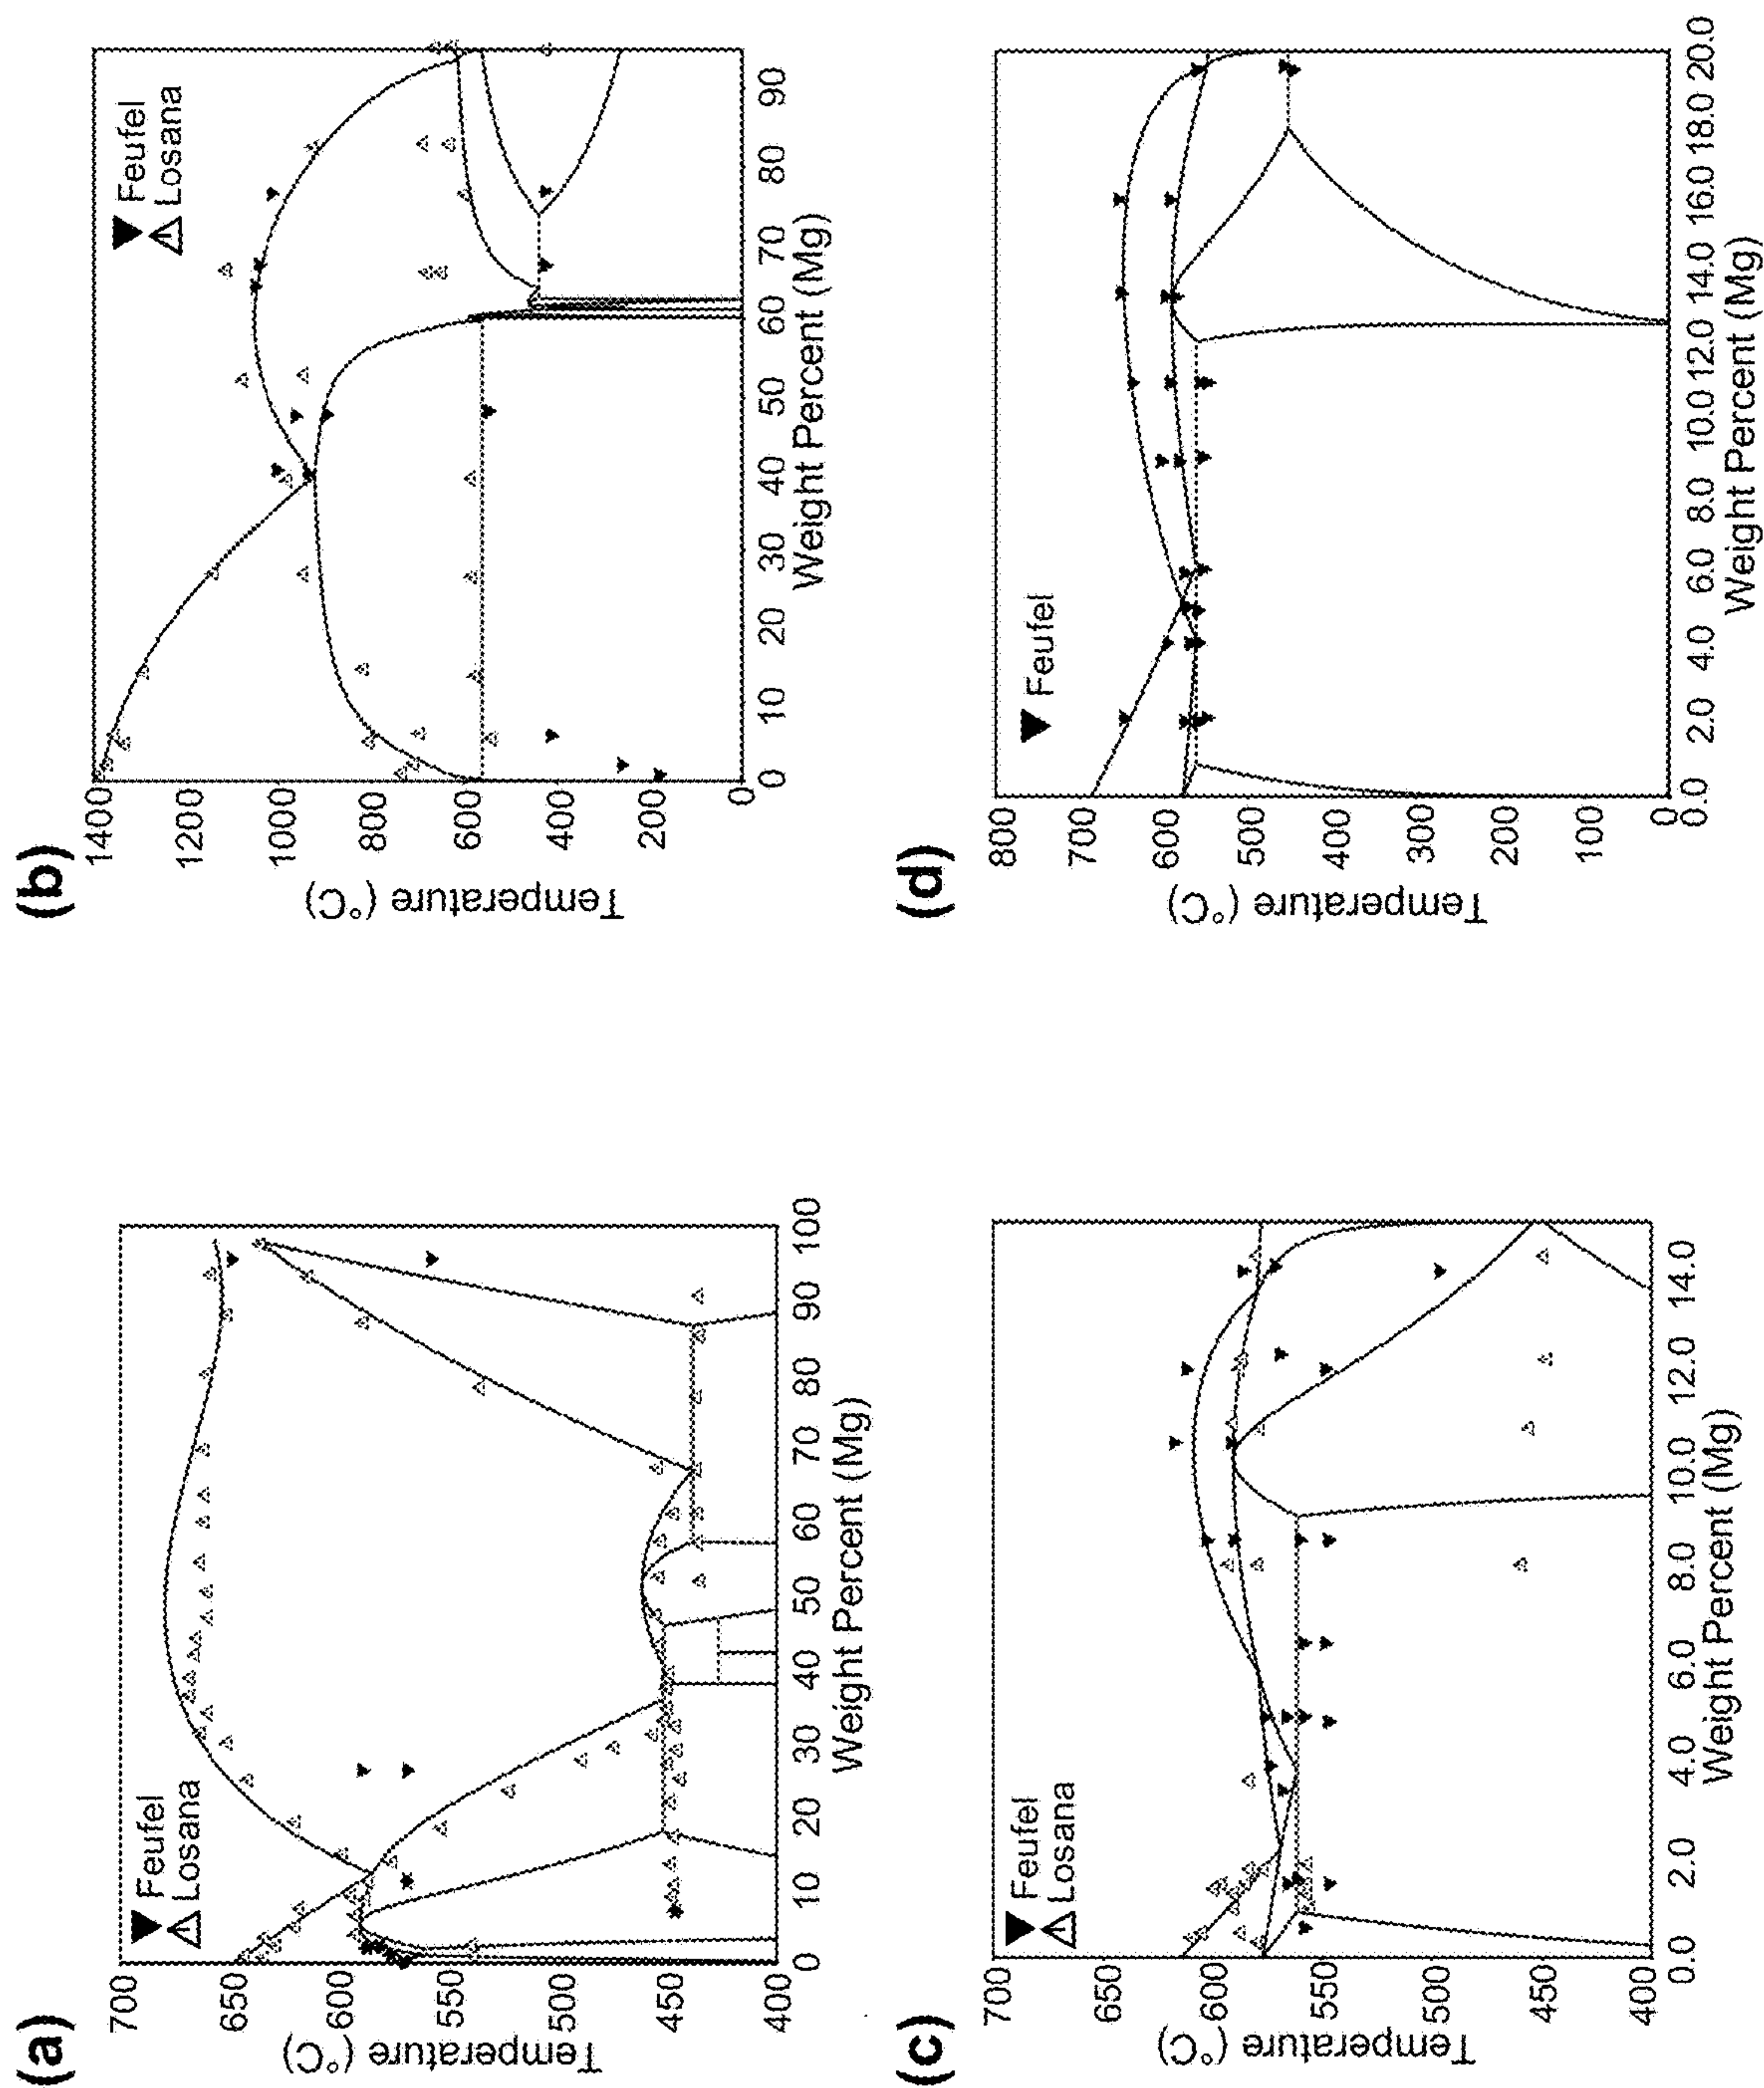 (a)
Feufel
Losana
700
650
600
550
500
450
400
0 10 20 30 40 50 60 70 80 90 100
Temperature (°C)
Weight Percent (Mg)
(b)
Feufel
Losana
1400
1200
1000
800
600
400
200
0
0 10 20 30 40 50 60 70 80 90
Temperature (°C)
Weight Percent (Mg)
(c)
Feufel
Losana
700
650
600
550
500
450
400
0.0 2.0 4.0 6.0 8.0 10.0 12.0 14.0
Temperature (°C)
Weight Percent (Mg)
(d)
Feufel
800
700
600
500
400
300
200
100
0
0.0 2.0 4.0 6.0 8.0 10.0 12.0 14.0 16.0 18.0 20.0
Temperature (°C)
Weight Percent (Mg)